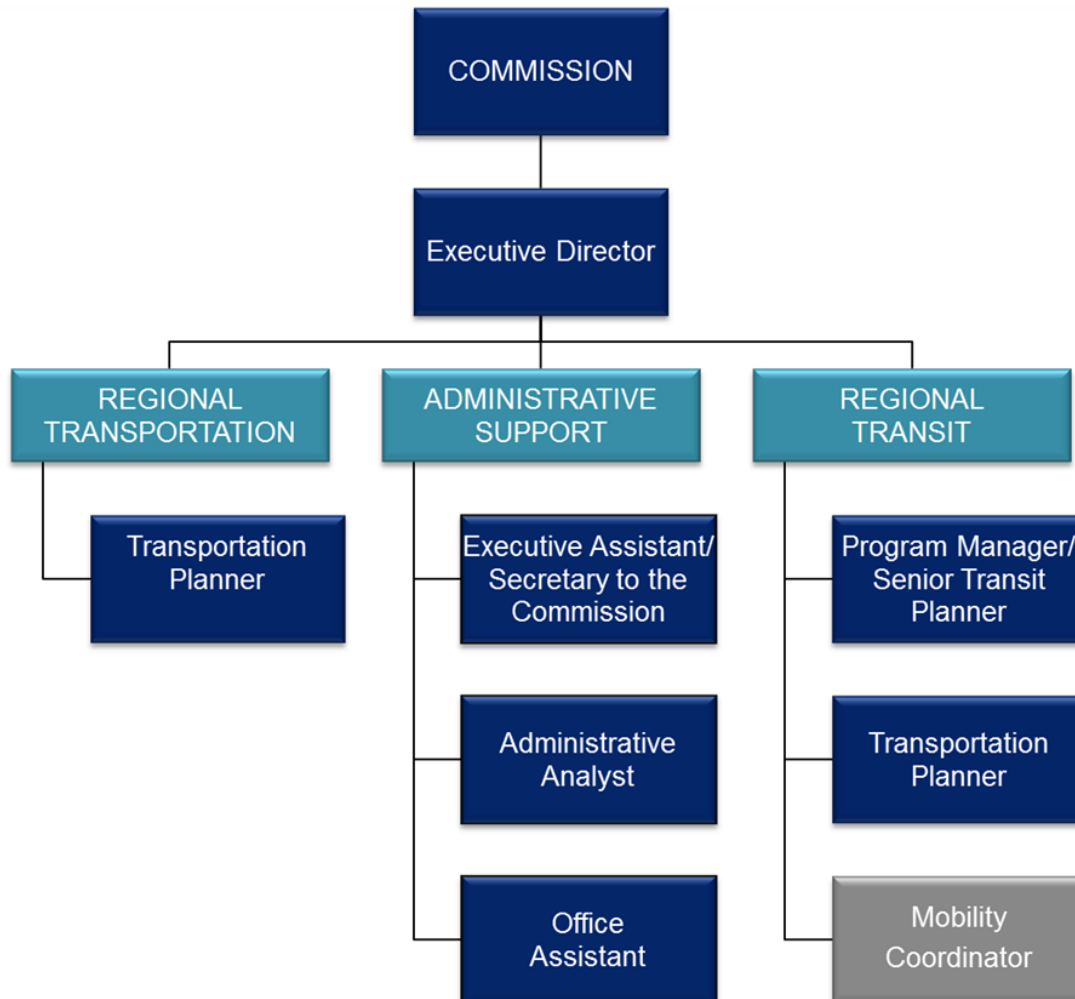 COMMISSION
Executive Director
REGIONAL
TRANSPORTATION
ADMINISTRATIVE
SUPPORT
REGIONAL
TRANSIT
Transportation
Planner
Executive Assistant/
Secretary to the
Commission
Program Manager/
Senior Transit
Planner
Administrative
Analyst
Transportation
Planner
Office
Assistant
Mobility
Coordinator